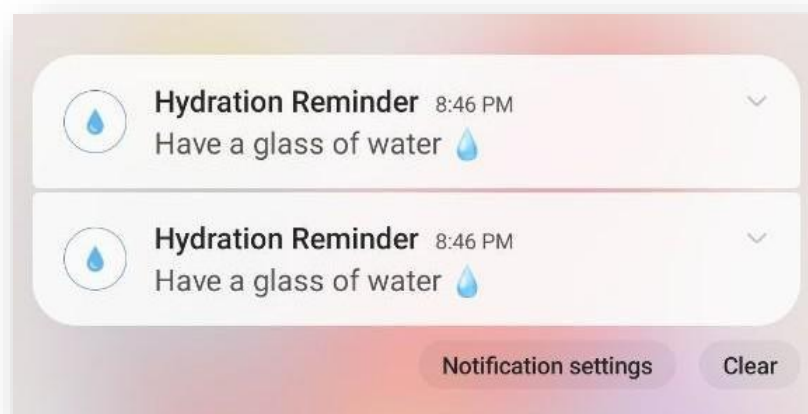 Hydration Reminder 8:46 PM
Have a glass of water 💧
Hydration Reminder 8:46 PM
Have a glass of water 💧
Notification settings Clear